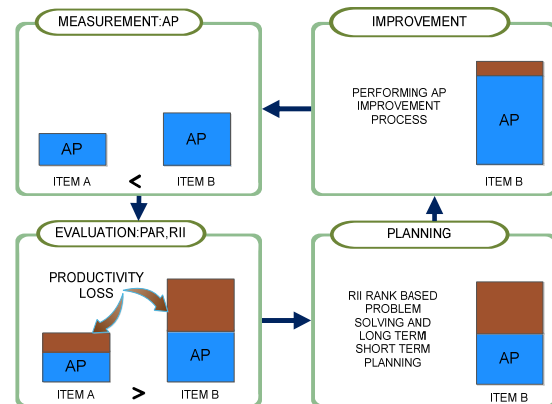 MEASUREMENT:AP
AP
AP
ITEM A
<
ITEM B
IMPROVEMENT
PERFORMING AP
IMPROVEMENT
PROCESS
AP
ITEM B
EVALUATION:PAR,RII
PRODUCTIVITY
LOSS
AP
AP
ITEM A
>
ITEM B
PLANNING
RII RANK BASED
PROBLEM
SOLVING AND
LONG TERM
SHORT TERM
PLANNING
AP
ITEM B